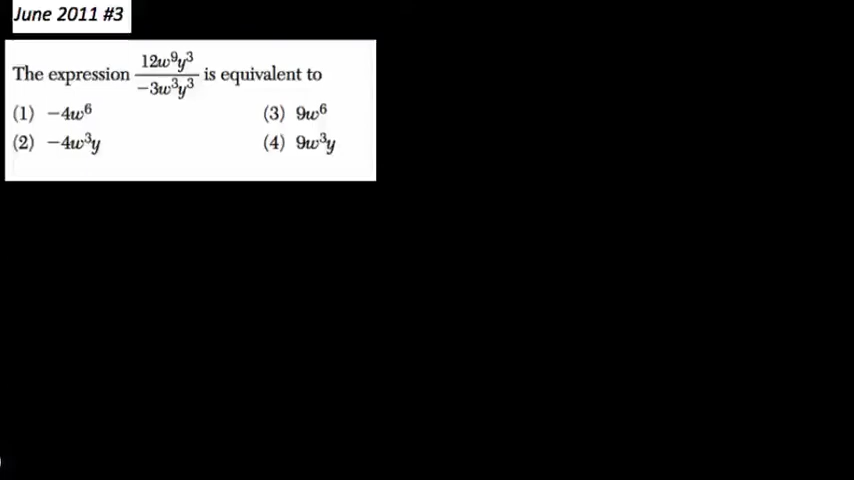 June 2011 #3
The expression 12w⁹y³ / −3w³y³ is equivalent to
(1) −4w⁶ (3) 9w⁶
(2) −4w³y (4) 9w³y